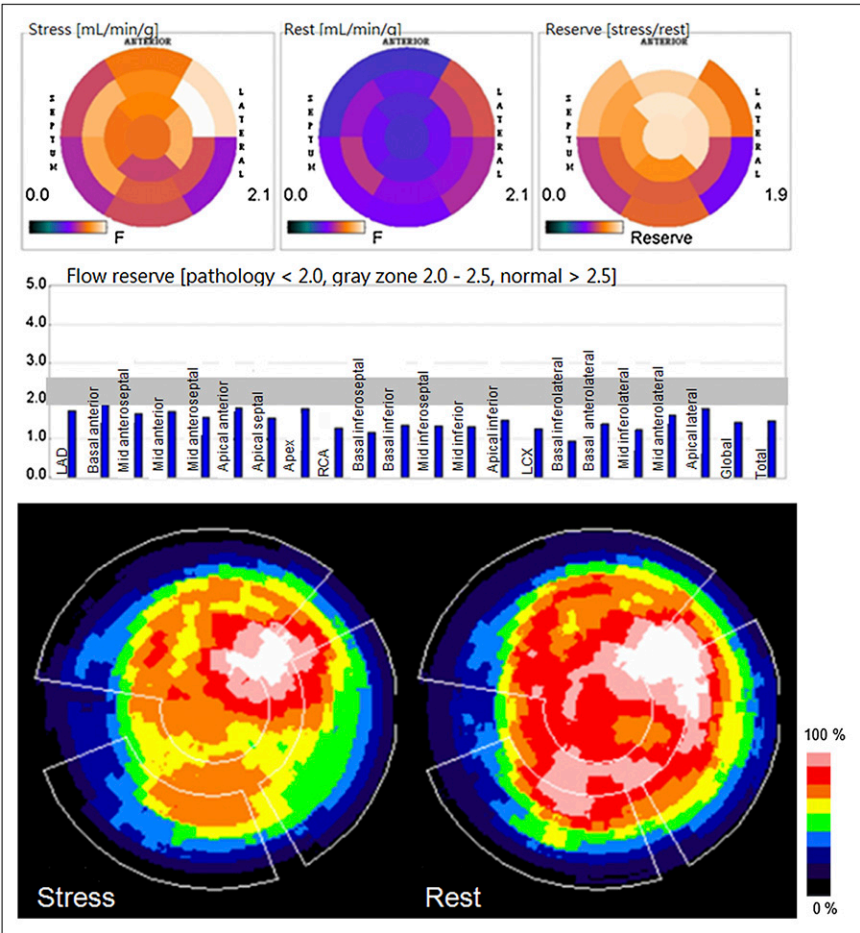 Stress [mL/min/g]
ANTERIOR
SEPTUM
LATERAL
0.0
2.1
F
Rest [mL/min/g]
ANTERIOR
SEPTUM
LATERAL
0.0
2.1
F
Reserve [stress/rest]
ANTERIOR
SEPTUM
LATERAL
0.0
1.9
Reserve
Flow reserve [pathology < 2.0, gray zone 2.0 - 2.5, normal > 2.5]
5.0
4.0
3.0
2.0
1.0
0.0
LAD
Basal anterior
Mid anteroseptal
Mid anterior
Mid anteroseptal
Apical anterior
Apical septal
Apex
RCA
Basal inferoseptal
Basal inferior
Mid inferoseptal
Mid inferior
Apical inferior
LCX
Basal inferolateral
Basal anterolateral
Mid inferolateral
Mid anterolateral
Apical lateral
Global
Total
Stress
Rest
100 %
0 %